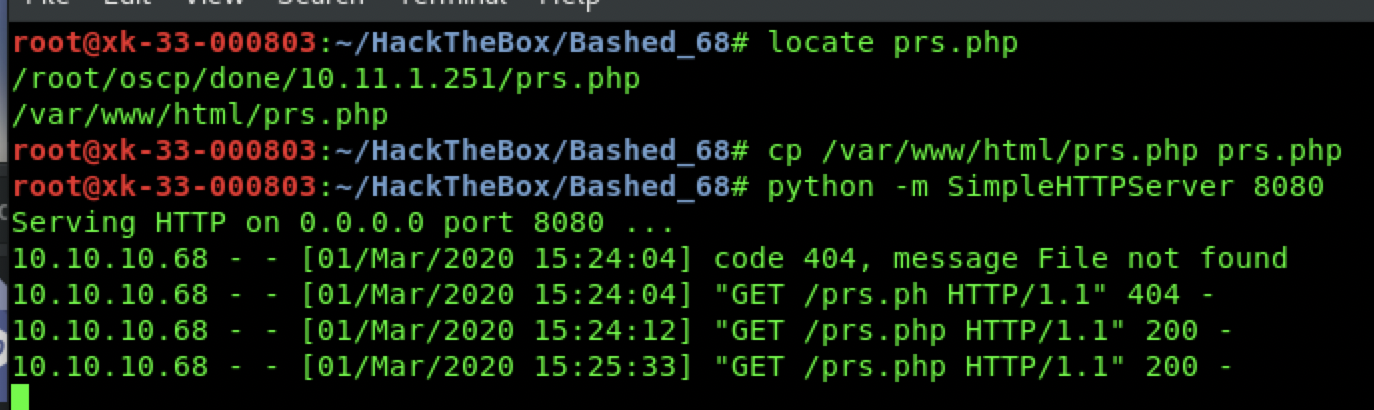 File Edit View Search Terminal Help
root@xk-33-000803:~/HackTheBox/Bashed_68# locate prs.php
/root/oscp/done/10.11.1.251/prs.php
/var/www/html/prs.php
root@xk-33-000803:~/HackTheBox/Bashed_68# cp /var/www/html/prs.php prs.php
root@xk-33-000803:~/HackTheBox/Bashed_68# python -m SimpleHTTPServer 8080
Serving HTTP on 0.0.0.0 port 8080 ...
10.10.10.68 - - [01/Mar/2020 15:24:04] code 404, message File not found
10.10.10.68 - - [01/Mar/2020 15:24:04] "GET /prs.ph HTTP/1.1" 404 -
10.10.10.68 - - [01/Mar/2020 15:24:12] "GET /prs.php HTTP/1.1" 200 -
10.10.10.68 - - [01/Mar/2020 15:25:33] "GET /prs.php HTTP/1.1" 200 -